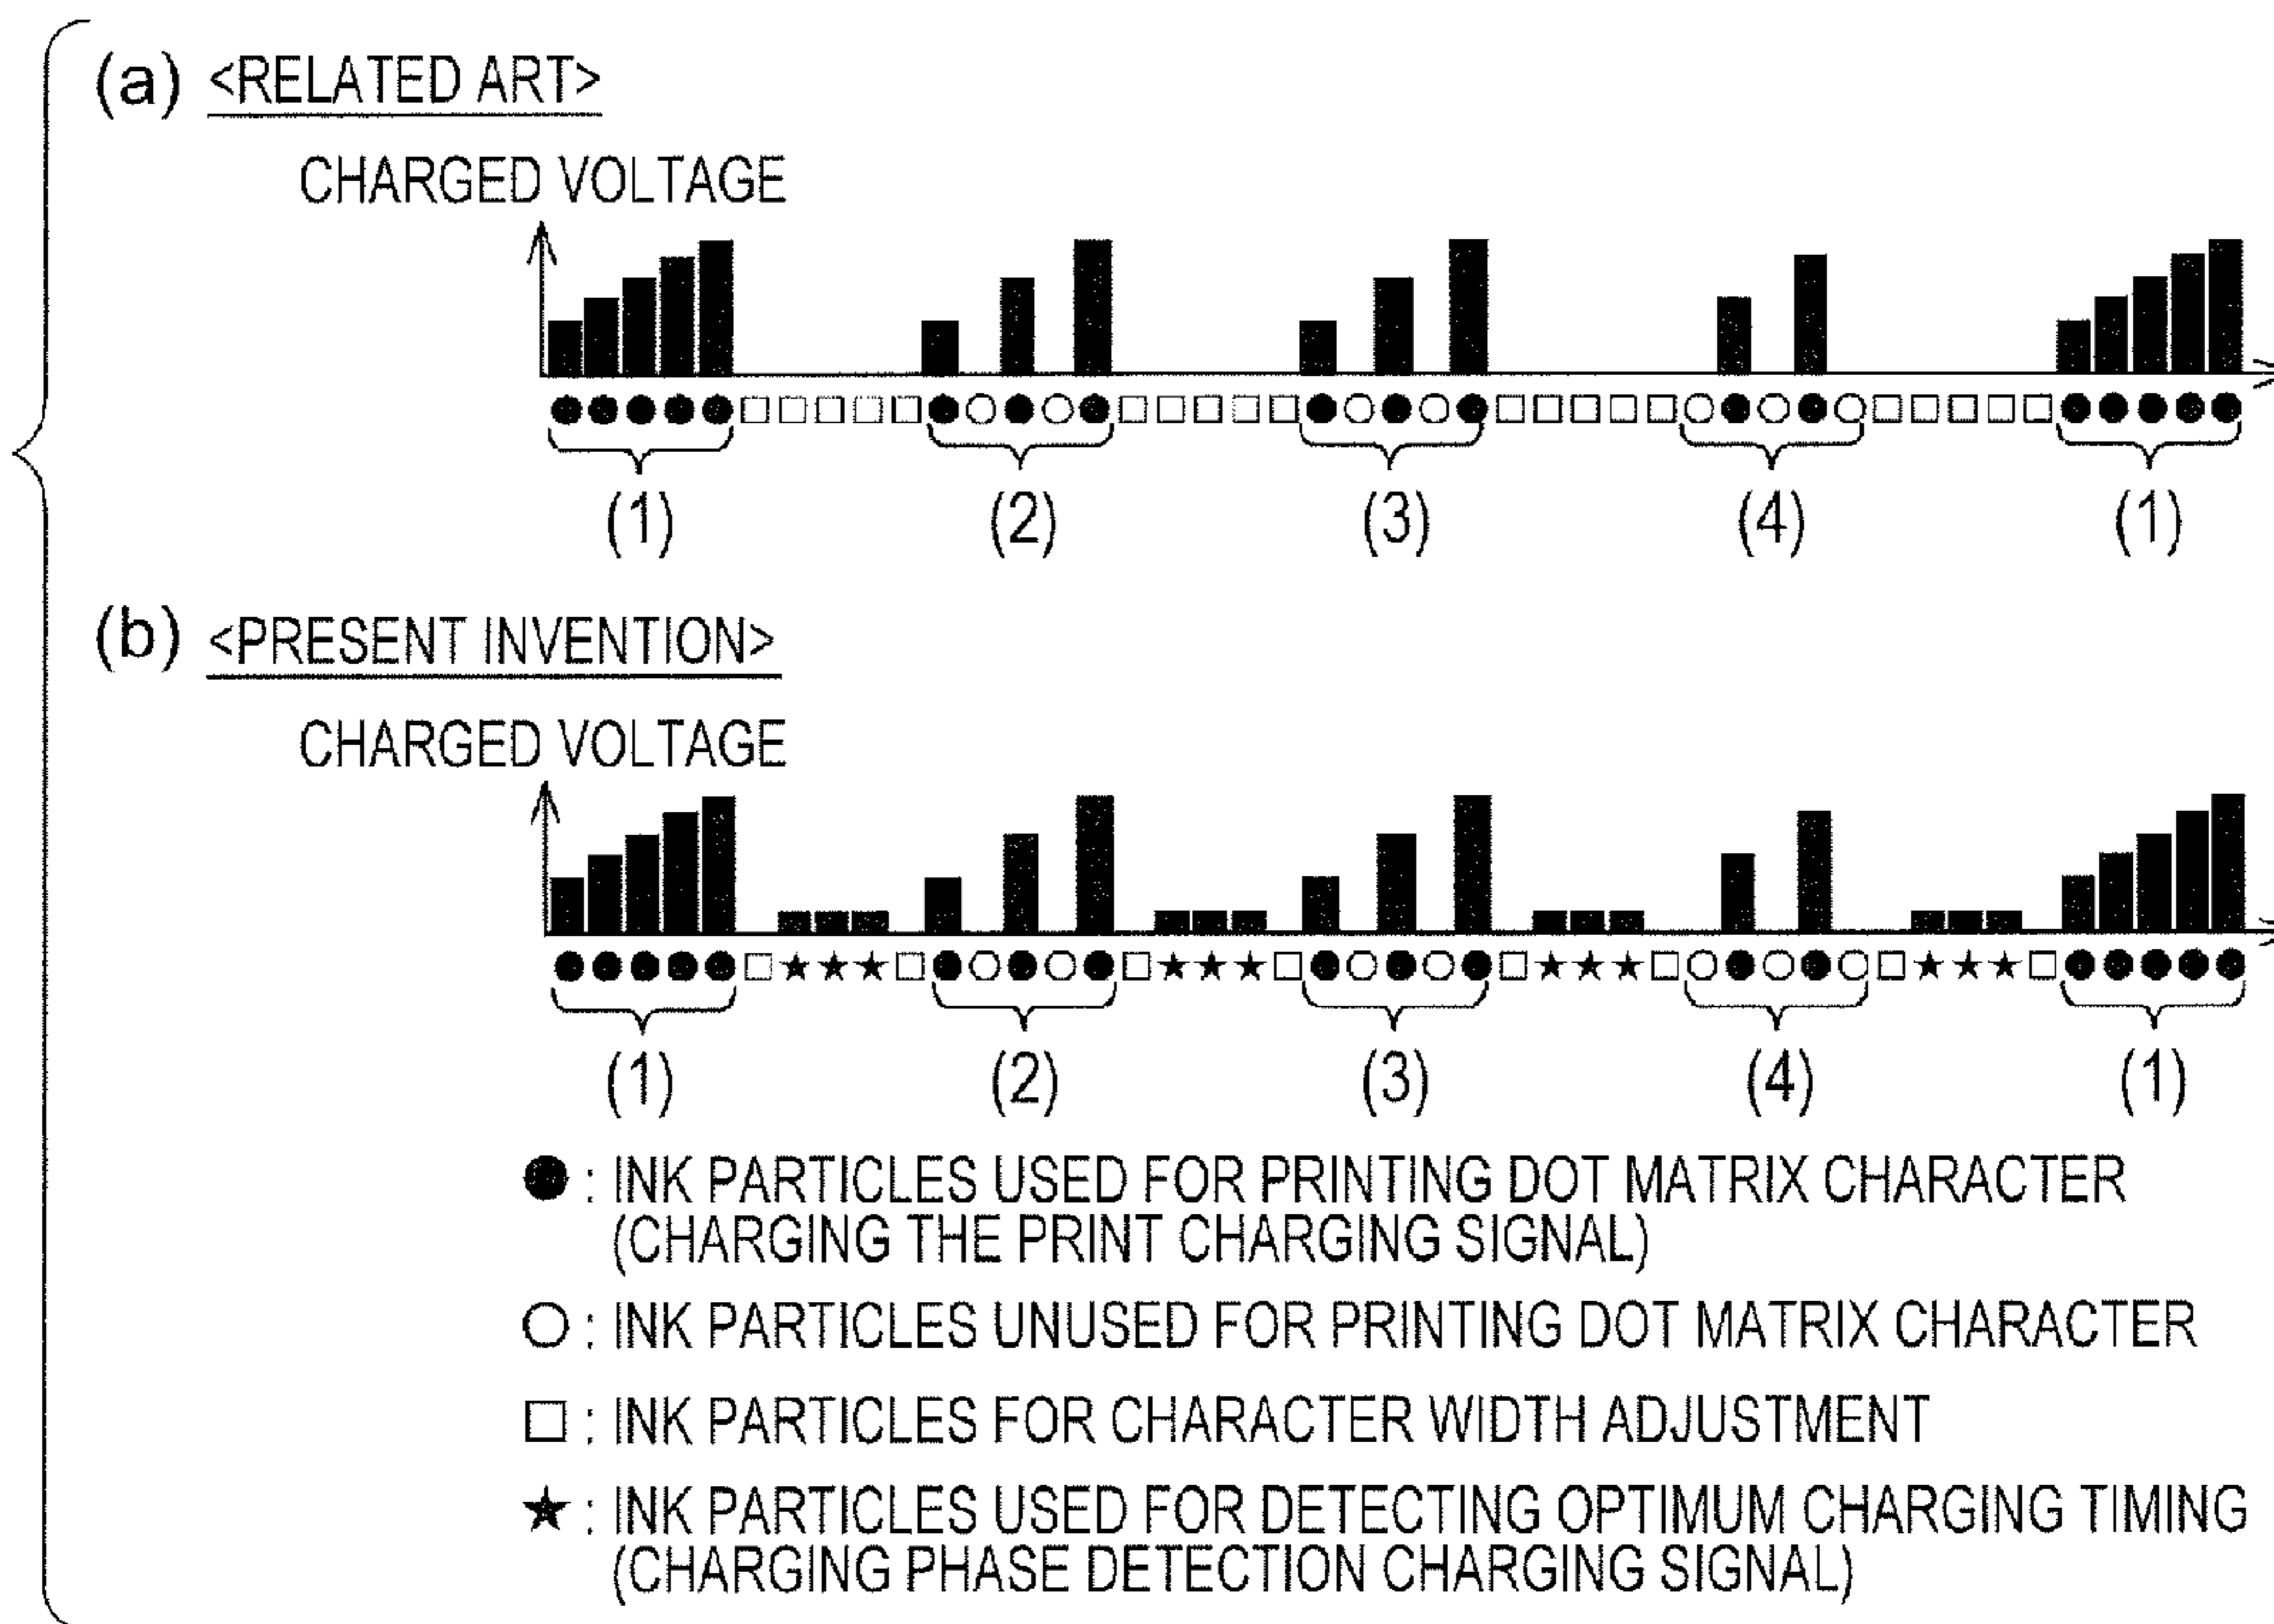 (a) <RELATED ART>
CHARGED VOLTAGE
(1) (2) (3) (4) (1)
(b) <PRESENT INVENTION>
CHARGED VOLTAGE
(1) (2) (3) (4) (1)
● : INK PARTICLES USED FOR PRINTING DOT MATRIX CHARACTER
(CHARGING THE PRINT CHARGING SIGNAL)
○ : INK PARTICLES UNUSED FOR PRINTING DOT MATRIX CHARACTER
□ : INK PARTICLES FOR CHARACTER WIDTH ADJUSTMENT
★ : INK PARTICLES USED FOR DETECTING OPTIMUM CHARGING TIMING
(CHARGING PHASE DETECTION CHARGING SIGNAL)